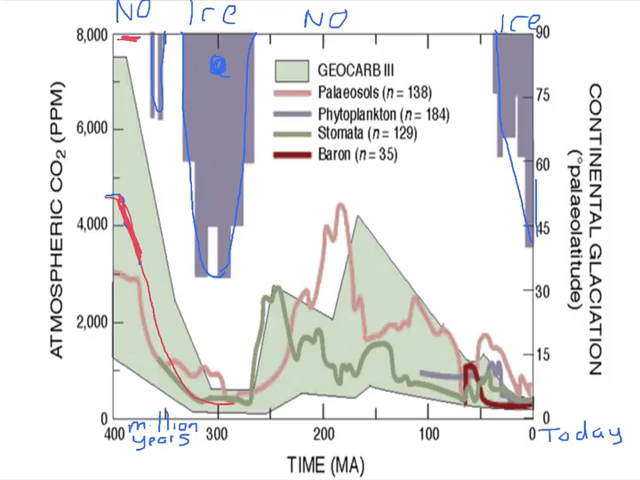 NO Ice NO Ice
8,000
6,000
4,000
2,000
0
ATMOSPHERIC CO2 (PPM)
GEOCARB III
Palaeosols (n = 138)
Phytoplankton (n = 184)
Stomata (n = 129)
Baron (n = 35)
90
75
60
45
30
15
0
CONTINENTAL GLACIATION
(°palaeolatitude)
400 300 200 100 0
million
years
Today
TIME (MA)